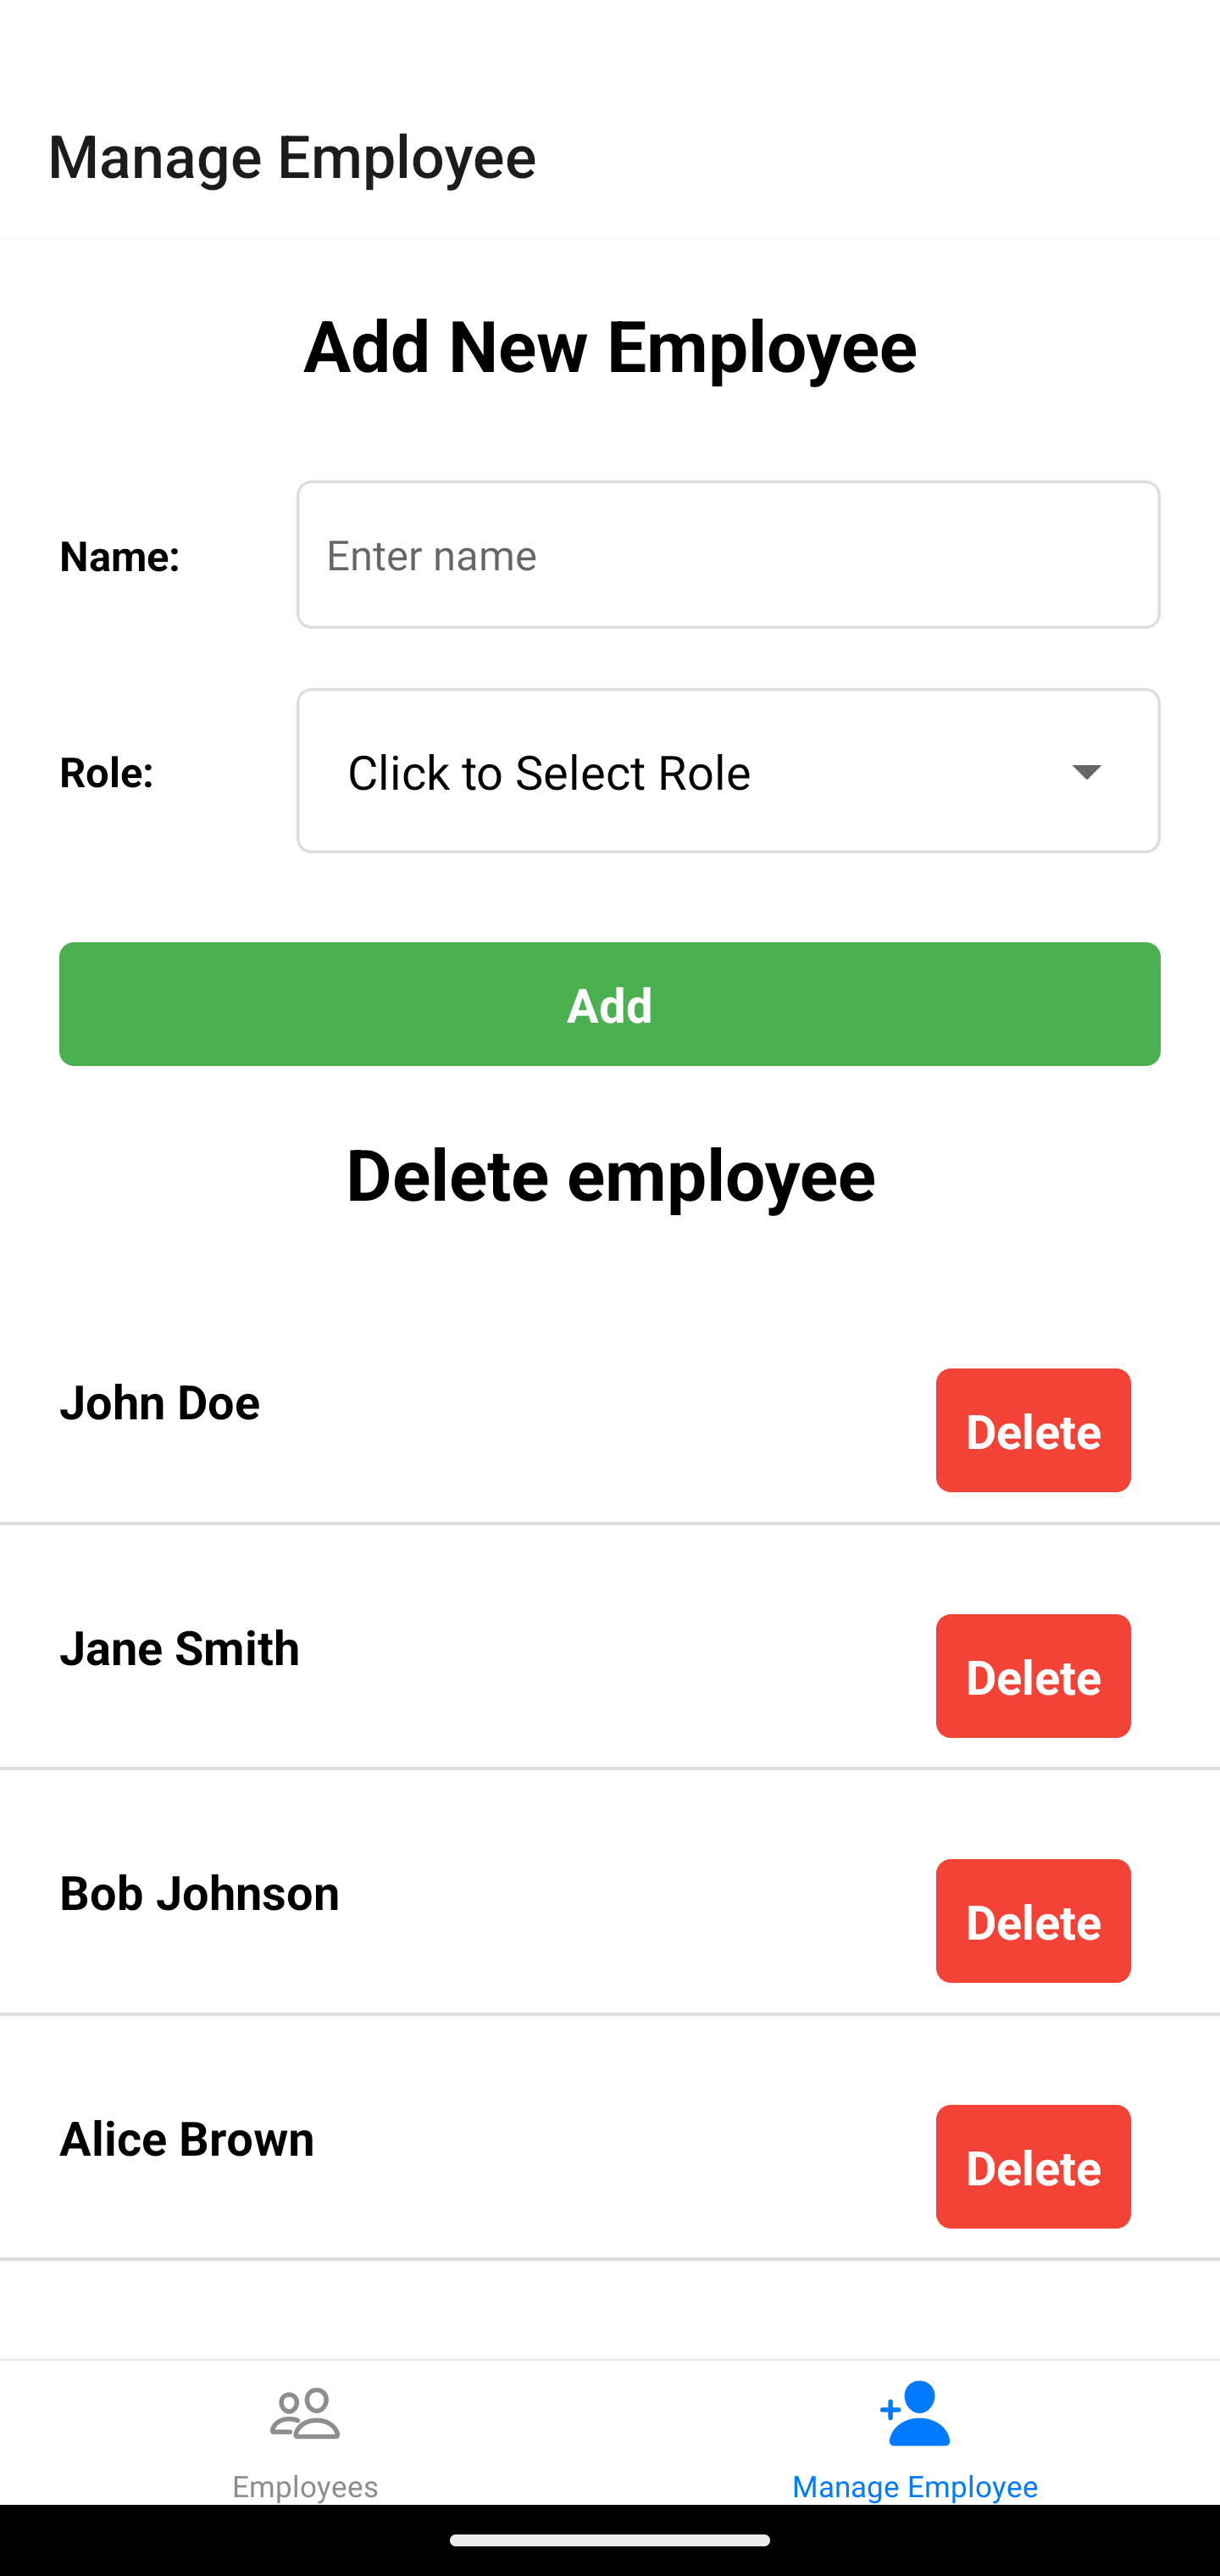 Manage Employee
Add New Employee
Name:
Enter name
Role:
Click to Select Role
Add
Delete employee
John Doe
Delete
Jane Smith
Delete
Bob Johnson
Delete
Alice Brown
Delete
Employees
Manage Employee